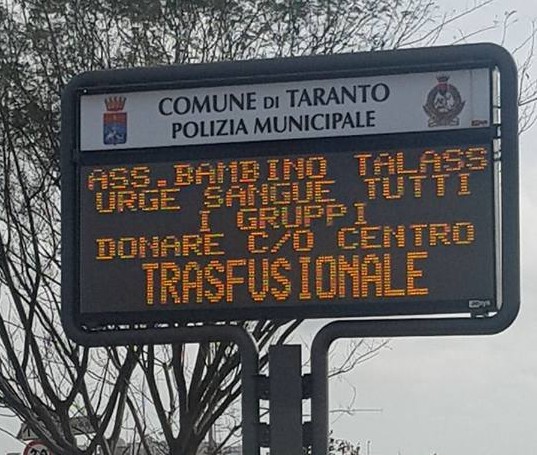 COMUNE DI TARANTO
POLIZIA MUNICIPALE
ASS.BAMBINO TALASS
URGE SANGUE TUTTI
I GRUPPI
DONARE C/O CENTRO
TRASFUSIONALE